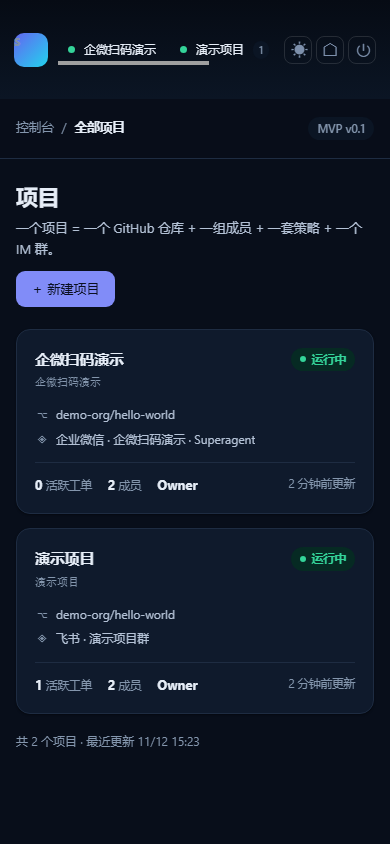 S
企微扫码演示 演示项目 1
控制台 / 全部项目 MVP v0.1
项目
一个项目 = 一个 GitHub 仓库 + 一组成员 + 一套策略 + 一个
IM 群。
+ 新建项目
企微扫码演示 运行中
企微扫码演示
demo-org/hello-world
企业微信 · 企微扫码演示 · Superagent
0 活跃工单 2 成员 Owner 2 分钟前更新
演示项目 运行中
演示项目
demo-org/hello-world
飞书 · 演示项目群
1 活跃工单 2 成员 Owner 2 分钟前更新
共 2 个项目 · 最近更新 11/12 15:23